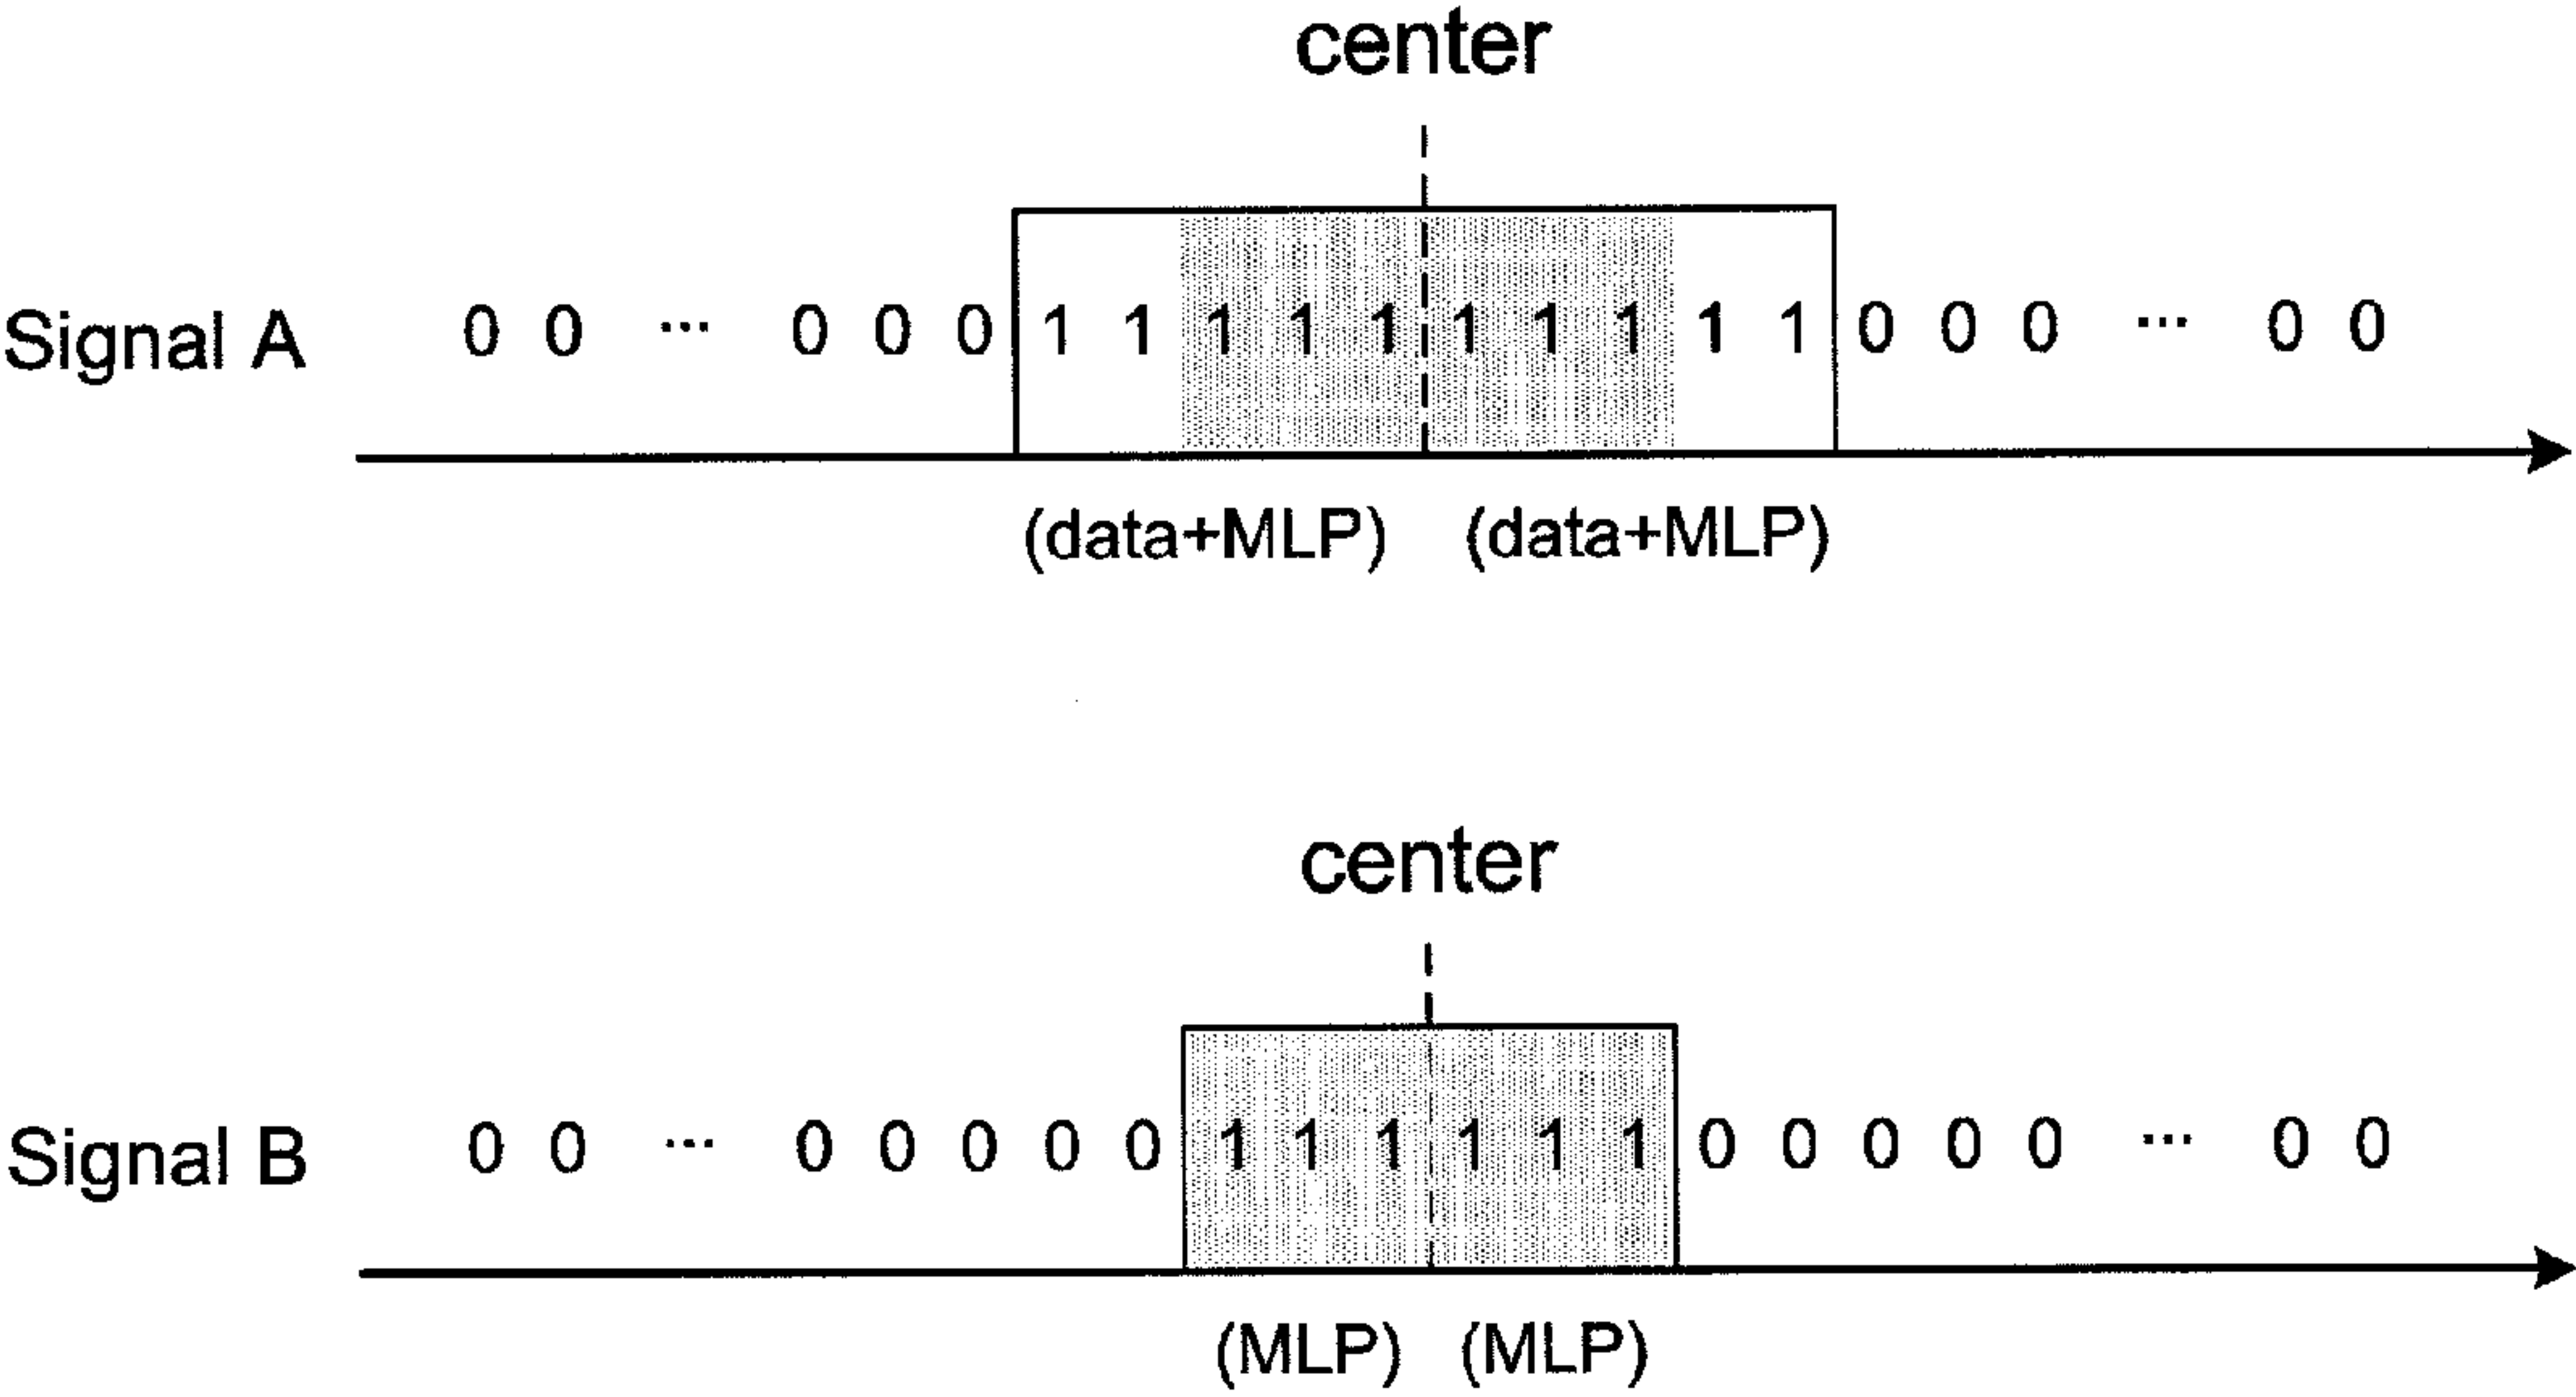 center
Signal A 0 0 ... 0 0 0 1 1 1 1 1 1 1 1 1 1 0 0 0 ... 0 0
(data+MLP) (data+MLP)
center
Signal B 0 0 ... 0 0 0 0 0 1 1 1 1 1 1 0 0 0 0 0 ... 0 0
(MLP) (MLP)